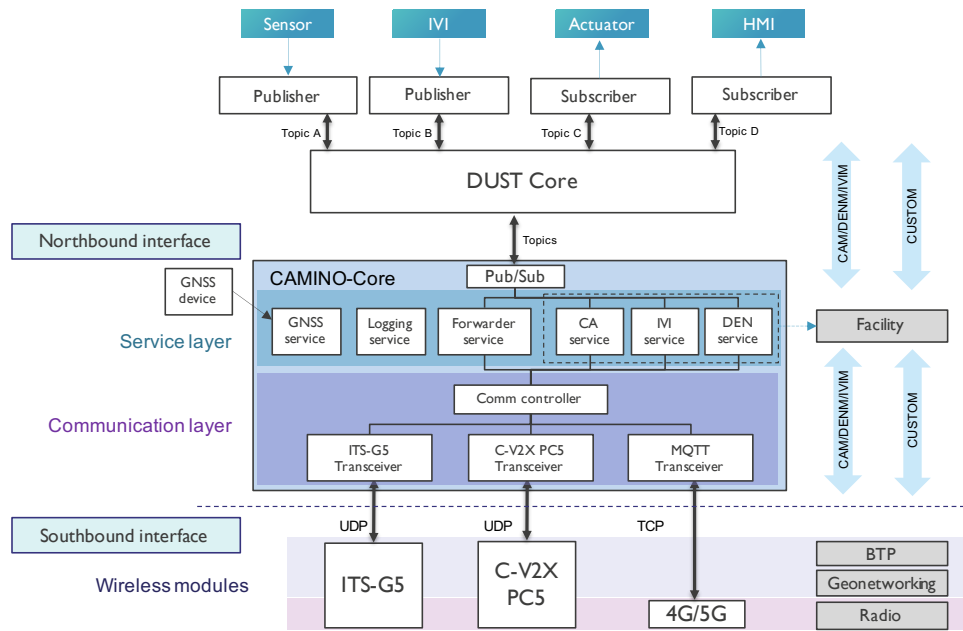 Sensor
IVI
Actuator
HMI
Publisher
Publisher
Subscriber
Subscriber
Topic A
Topic B
Topic C
Topic D
DUST Core
CAM/DENM/IVIM
CUSTOM
Northbound interface
Topics
CAMINO-Core
Pub/Sub
GNSS
device
GNSS
service
Logging
service
Forwarder
service
CA
service
IVI
service
DEN
service
Facility
Service layer
Comm controller
Communication layer
ITS-G5
Transceiver
C-V2X PC5
Transceiver
MQTT
Transceiver
CAM/DENM/IVIM
CUSTOM
Southbound interface
UDP
UDP
TCP
Wireless modules
ITS-G5
C-V2X
PC5
4G/5G
BTP
Geonetworking
Radio